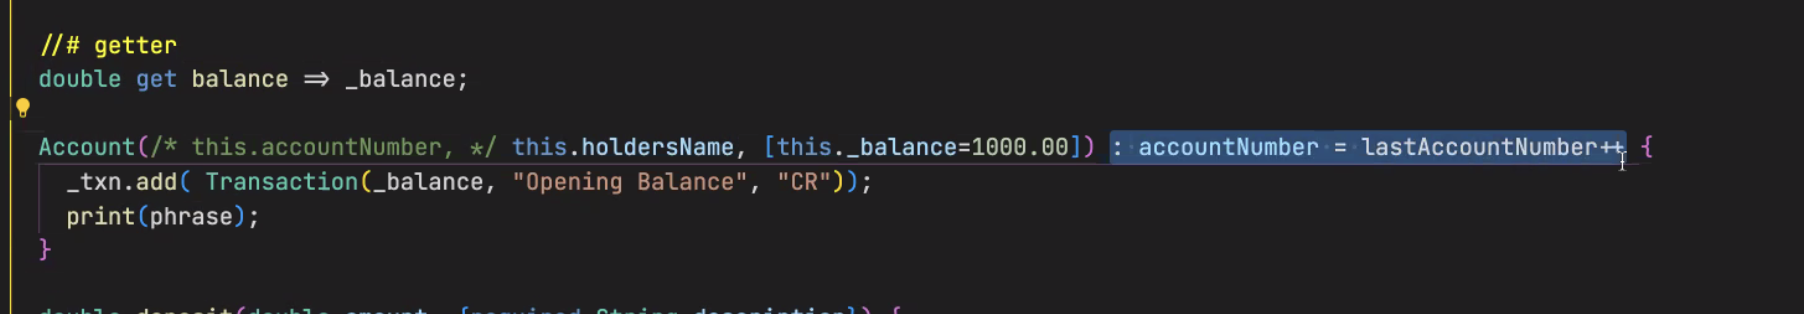 //# getter
double get balance => _balance;
Account(/* this.accountNumber, */ this.holdersName, [this._balance=1000.00]) : accountNumber = lastAccountNumber++ {
_txn.add( Transaction(_balance, "Opening Balance", "CR"));
print(phrase);
}